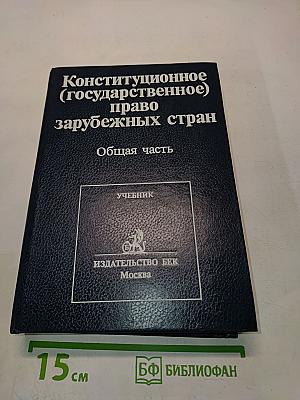 Конституционное
(государственное)
право
зарубежных стран
Общая часть
УЧЕБНИК
ИЗДАТЕЛЬСТВО БЕК
Москва
15 см
БФ БИБЛИОФАН